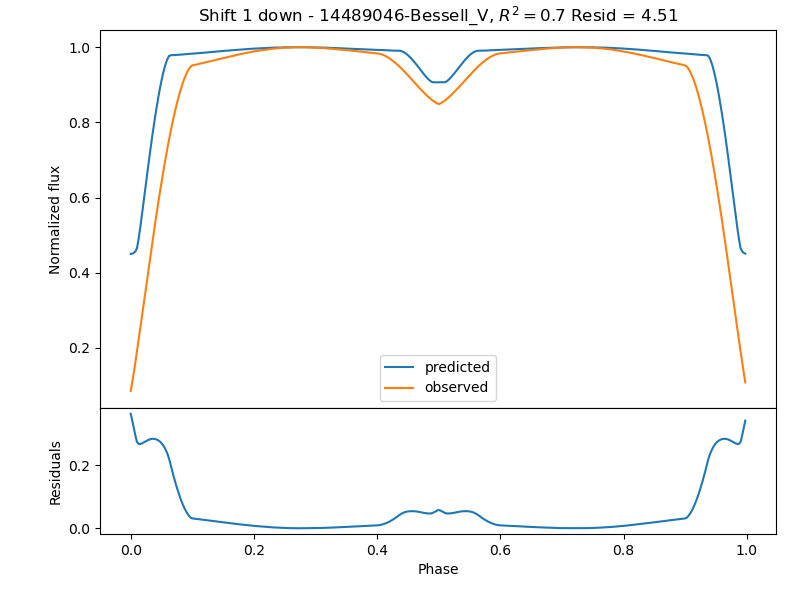 Shift 1 down - 14489046-Bessell_V, R² = 0.7 Resid = 4.51
1.0
0.8
0.6
0.4
0.2
Normalized flux
predicted
observed
0.2
0.0
Residuals
0.0 0.2 0.4 0.6 0.8 1.0
Phase